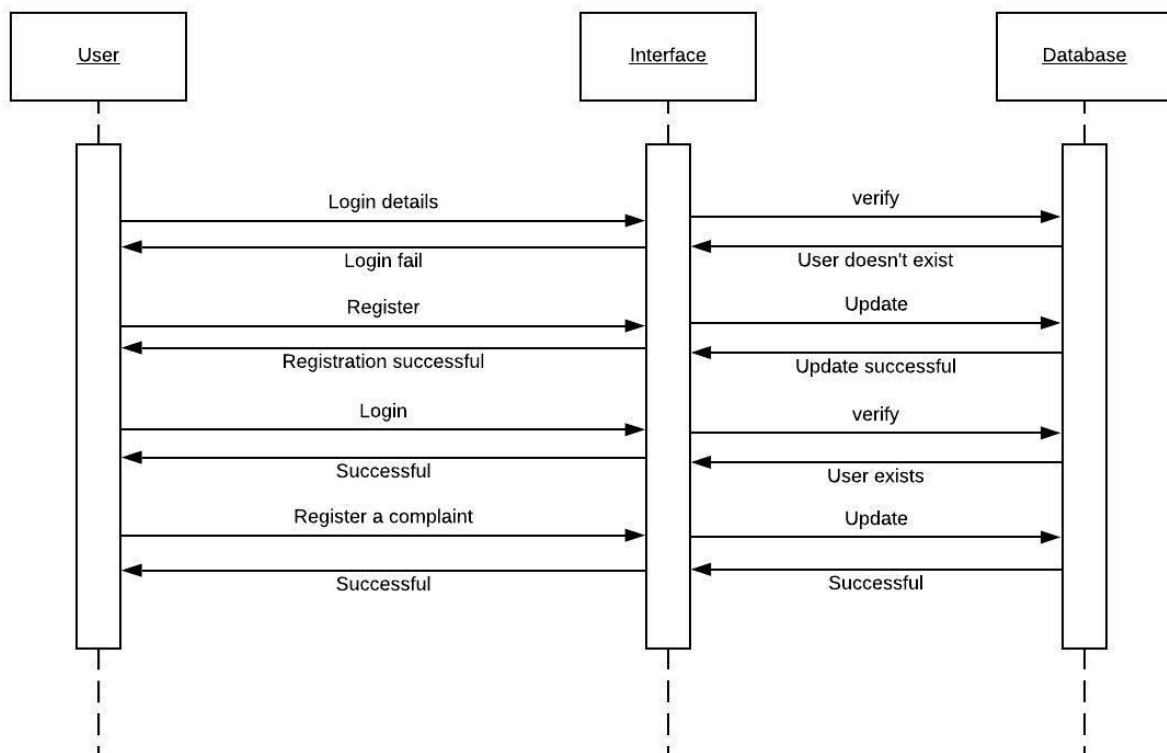 User
Interface
Database
Login details
verify
Login fail
User doesn't exist
Register
Update
Registration successful
Update successful
Login
verify
Successful
User exists
Register a complaint
Update
Successful
Successful